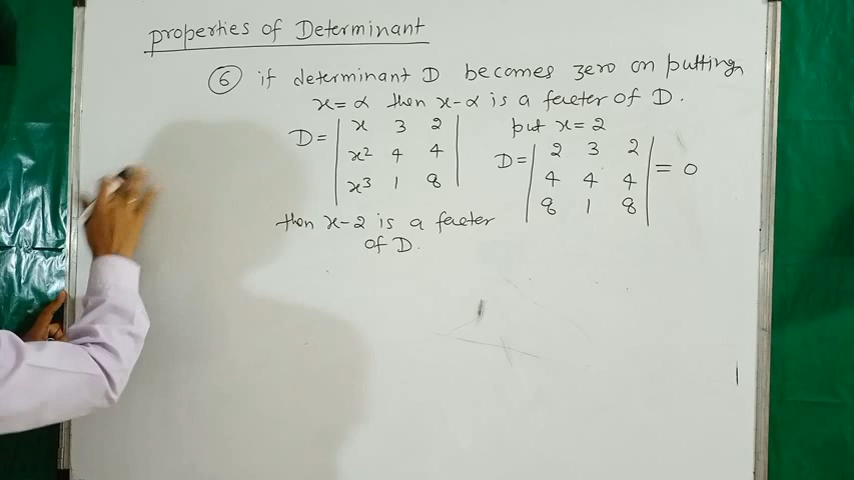 properties of Determinant
⑥ if determinant D becomes zero on putting
x=α then x-α is a facter of D.
D= | x 3 2 |
| x2 4 4 |
| x3 1 8 |
put x=2
D= | 2 3 2 |
| 4 4 4 | = 0
| 8 1 8 |
then x-2 is a facter
of D.